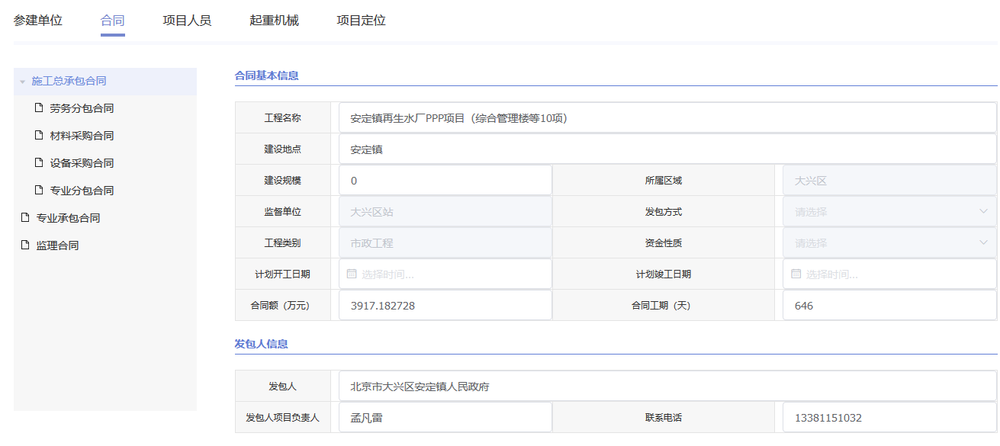 参建单位 合同 项目人员 起重机械 项目定位
施工总承包合同
劳务分包合同
材料采购合同
设备采购合同
专业分包合同
专业承包合同
监理合同
合同基本信息
工程名称 安定镇再生水厂PPP项目（综合管理楼等10项）
建设地点 安定镇
建设规模 0 所属区域 大兴区
监督单位 大兴区站 发包方式 请选择
工程类别 市政工程 资金性质 请选择
计划开工日期 选择时间... 计划竣工日期 选择时间...
合同额（万元） 3917.182728 合同工期（天） 646
发包人信息
发包人 北京市大兴区安定镇人民政府
发包人项目负责人 孟凡雷 联系电话 13381151032